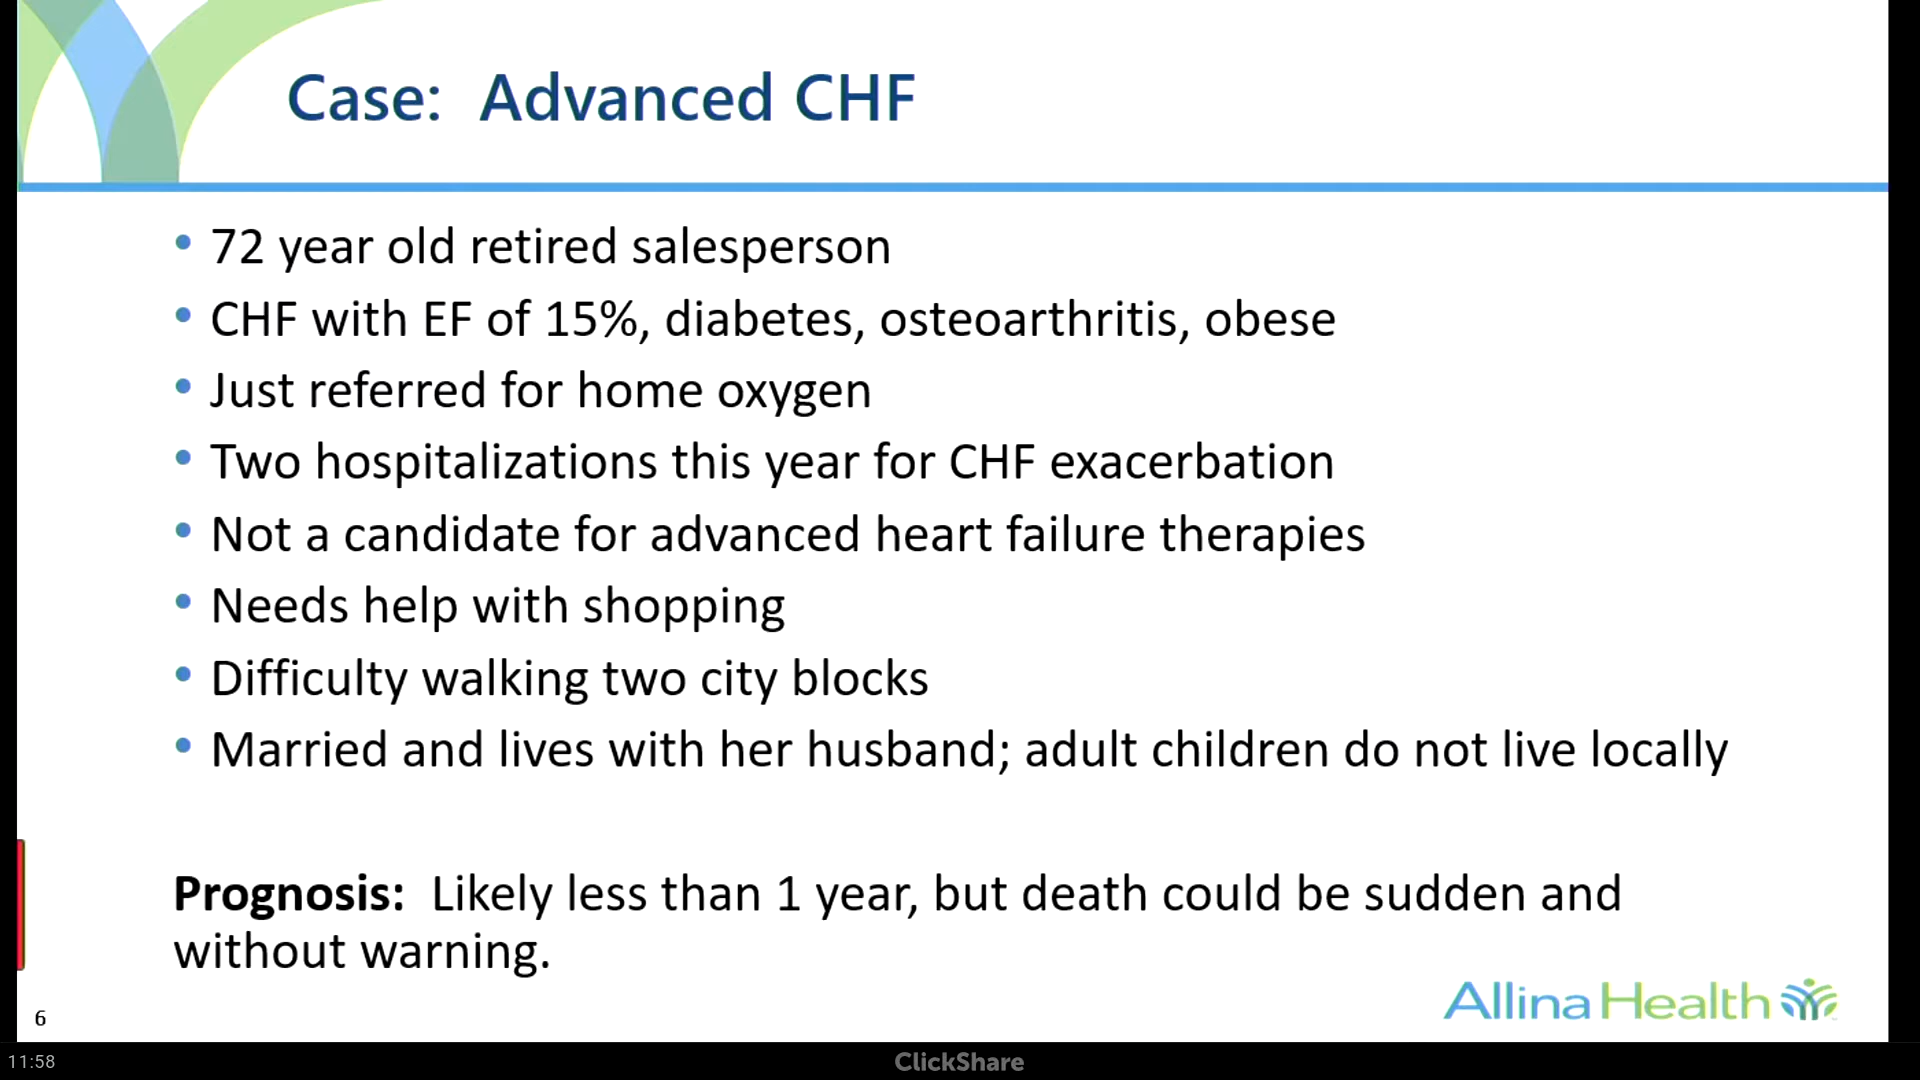 Case:  Advanced CHF
• 72 year old retired salesperson
• CHF with EF of 15%, diabetes, osteoarthritis, obese
• Just referred for home oxygen
• Two hospitalizations this year for CHF exacerbation
• Not a candidate for advanced heart failure therapies
• Needs help with shopping
• Difficulty walking two city blocks
• Married and lives with her husband; adult children do not live locally
Prognosis:  Likely less than 1 year, but death could be sudden and
without warning.
Allina Health
6
11:58
ClickShare